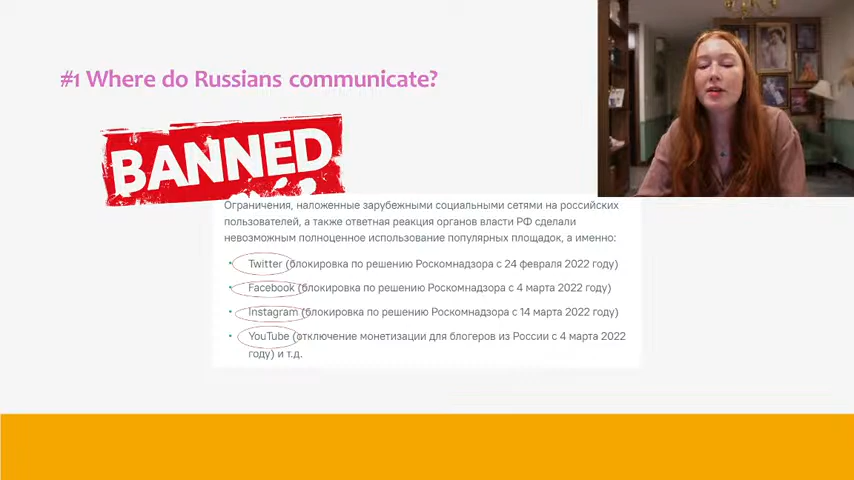 #1 Where do Russians communicate?
BANNED
Ограничения, наложенные зарубежными социальными сетями на российских
пользователей, а также ответная реакция органов власти РФ сделали
невозможным полноценное использование популярных площадок, а именно:
• Twitter (блокировка по решению Роскомнадзора с 24 февраля 2022 году)
• Facebook (блокировка по решению Роскомнадзора с 4 марта 2022 году)
• Instagram (блокировка по решению Роскомнадзора с 14 марта 2022 году)
• YouTube (отключение монетизации для блогеров из России с 4 марта 2022
году) и т.д.